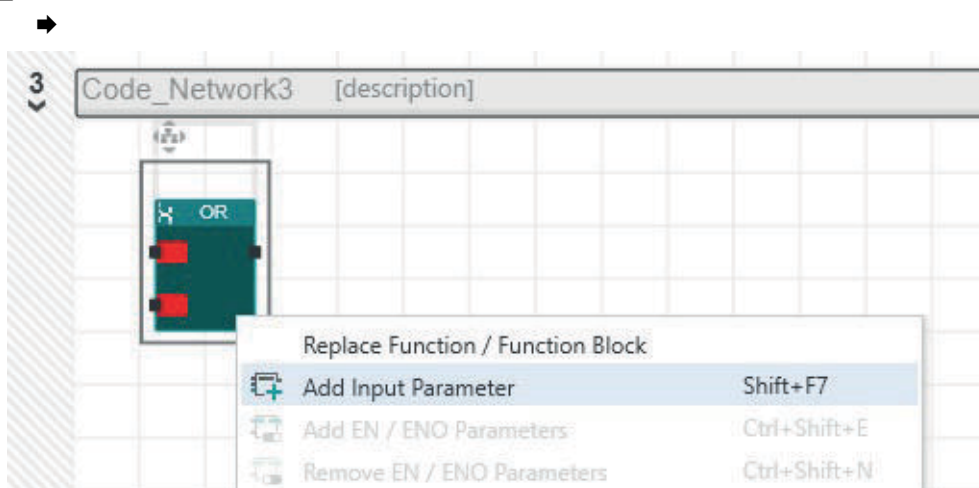 3
Code_Network3 [description]
OR
Replace Function / Function Block
Add Input Parameter Shift+F7
Add EN / ENO Parameters Ctrl+Shift+E
Remove EN / ENO Parameters Ctrl+Shift+N